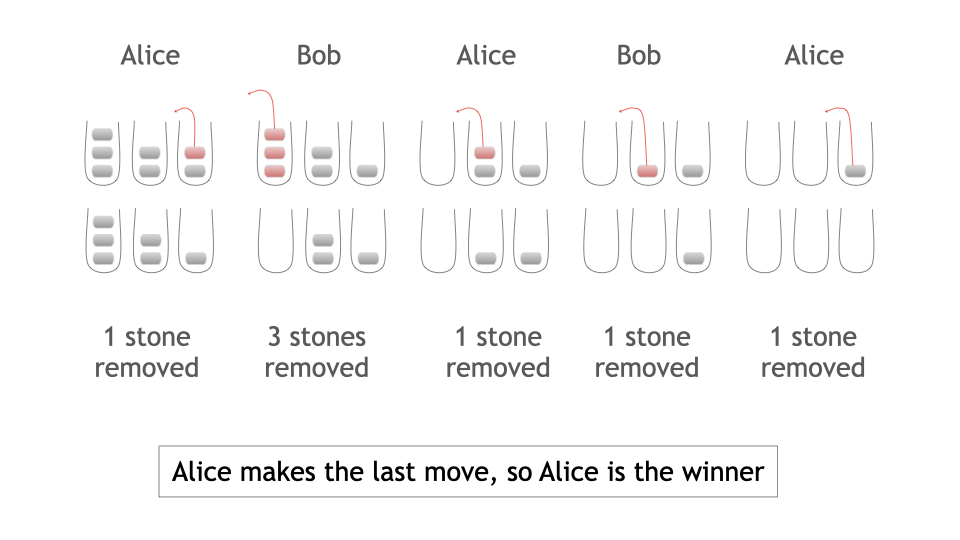 Alice
Bob
Alice
Bob
Alice
1 stone
removed
3 stones
removed
1 stone
removed
1 stone
removed
1 stone
removed
Alice makes the last move, so Alice is the winner